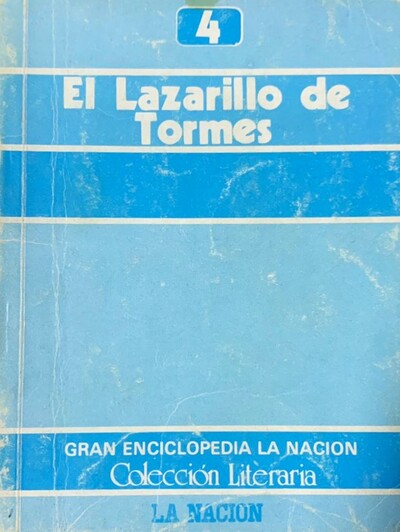 4
El Lazarillo de
Tormes
GRAN ENCICLOPEDIA LA NACION
Colección Literaria
LA NACION